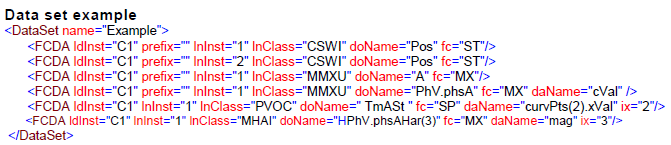 Data set example
<DataSet name="Example">
<FCDA ldInst="C1" prefix="" lnInst="1" lnClass="CSWI" doName="Pos" fc="ST"/>
<FCDA ldInst="C1" prefix="" lnInst="2" lnClass="CSWI" doName="Pos" fc="ST"/>
<FCDA ldInst="C1" prefix="" lnInst="1" lnClass="MMXU" doName="A" fc="MX"/>
<FCDA ldInst="C1" prefix="" lnInst="1" lnClass="MMXU" doName="PhV.phsA" fc="MX" daName="cVal" />
<FCDA ldInst="C1" lnInst="1" lnClass="PVOC" doName=" TmASt " fc="SP" daName="curvPts(2).xVal" ix="2"/>
<FCDA ldInst="C1" lnInst="1" lnClass="MHAI" doName="HPhV.phsAHar(3)" fc="MX" daName="mag" ix="3"/>
</DataSet>